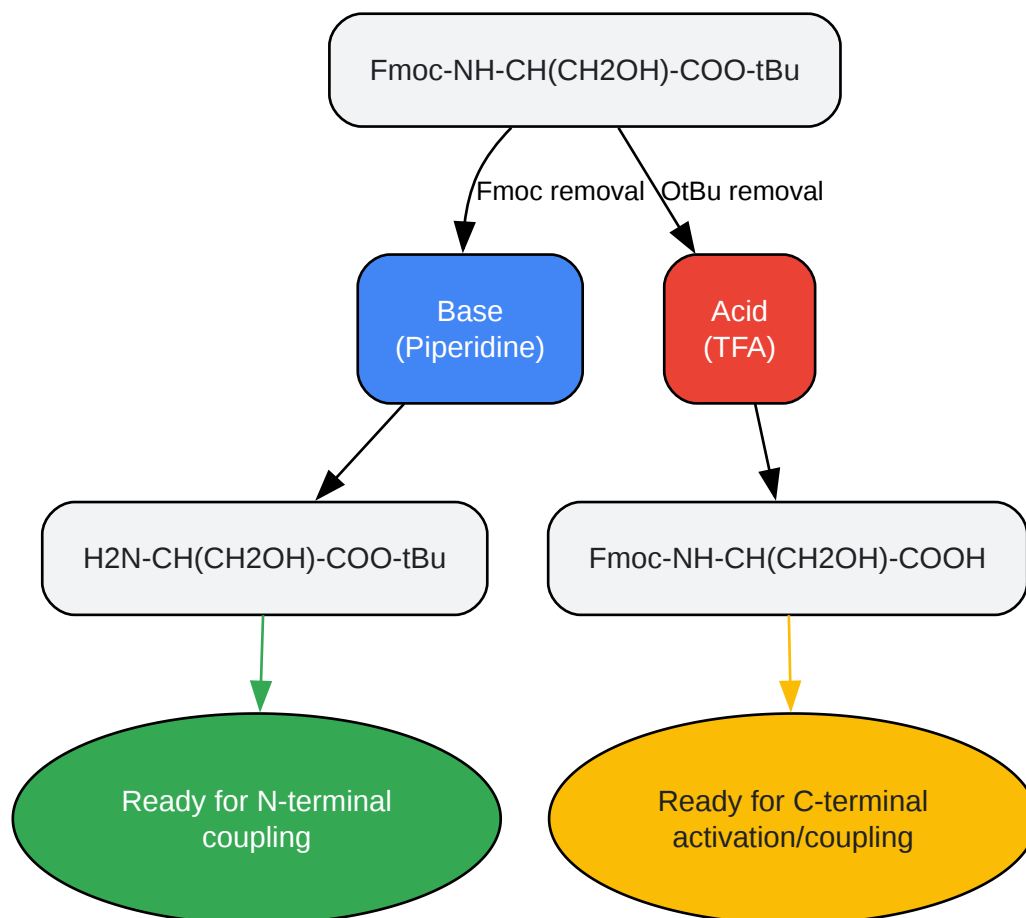 Fmoc-NH-CH(CH2OH)-COO-tBu
Fmoc removal
OtBu removal
Base
(Piperidine)
Acid
(TFA)
H2N-CH(CH2OH)-COO-tBu
Fmoc-NH-CH(CH2OH)-COOH
Ready for N-terminal
coupling
Ready for C-terminal
activation/coupling